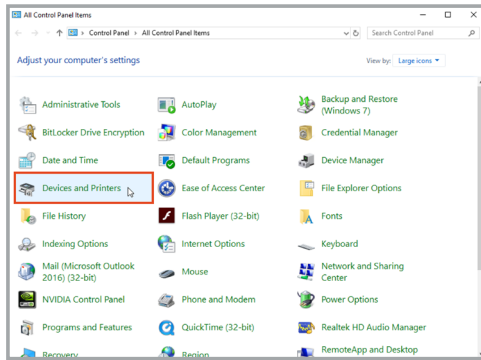 All Control Panel Items
Control Panel > All Control Panel Items
Search Control Panel
Adjust your computer's settings
View by: Large icons
Administrative Tools
AutoPlay
Backup and Restore
(Windows 7)
BitLocker Drive Encryption
Color Management
Credential Manager
Date and Time
Default Programs
Device Manager
Devices and Printers
Ease of Access Center
File Explorer Options
File History
Flash Player (32-bit)
Fonts
Indexing Options
Internet Options
Keyboard
Mail (Microsoft Outlook
2016) (32-bit)
Mouse
Network and Sharing
Center
NVIDIA Control Panel
Phone and Modem
Power Options
Programs and Features
QuickTime (32-bit)
Realtek HD Audio Manager
Recovery
Region
RemoteApp and Desktop